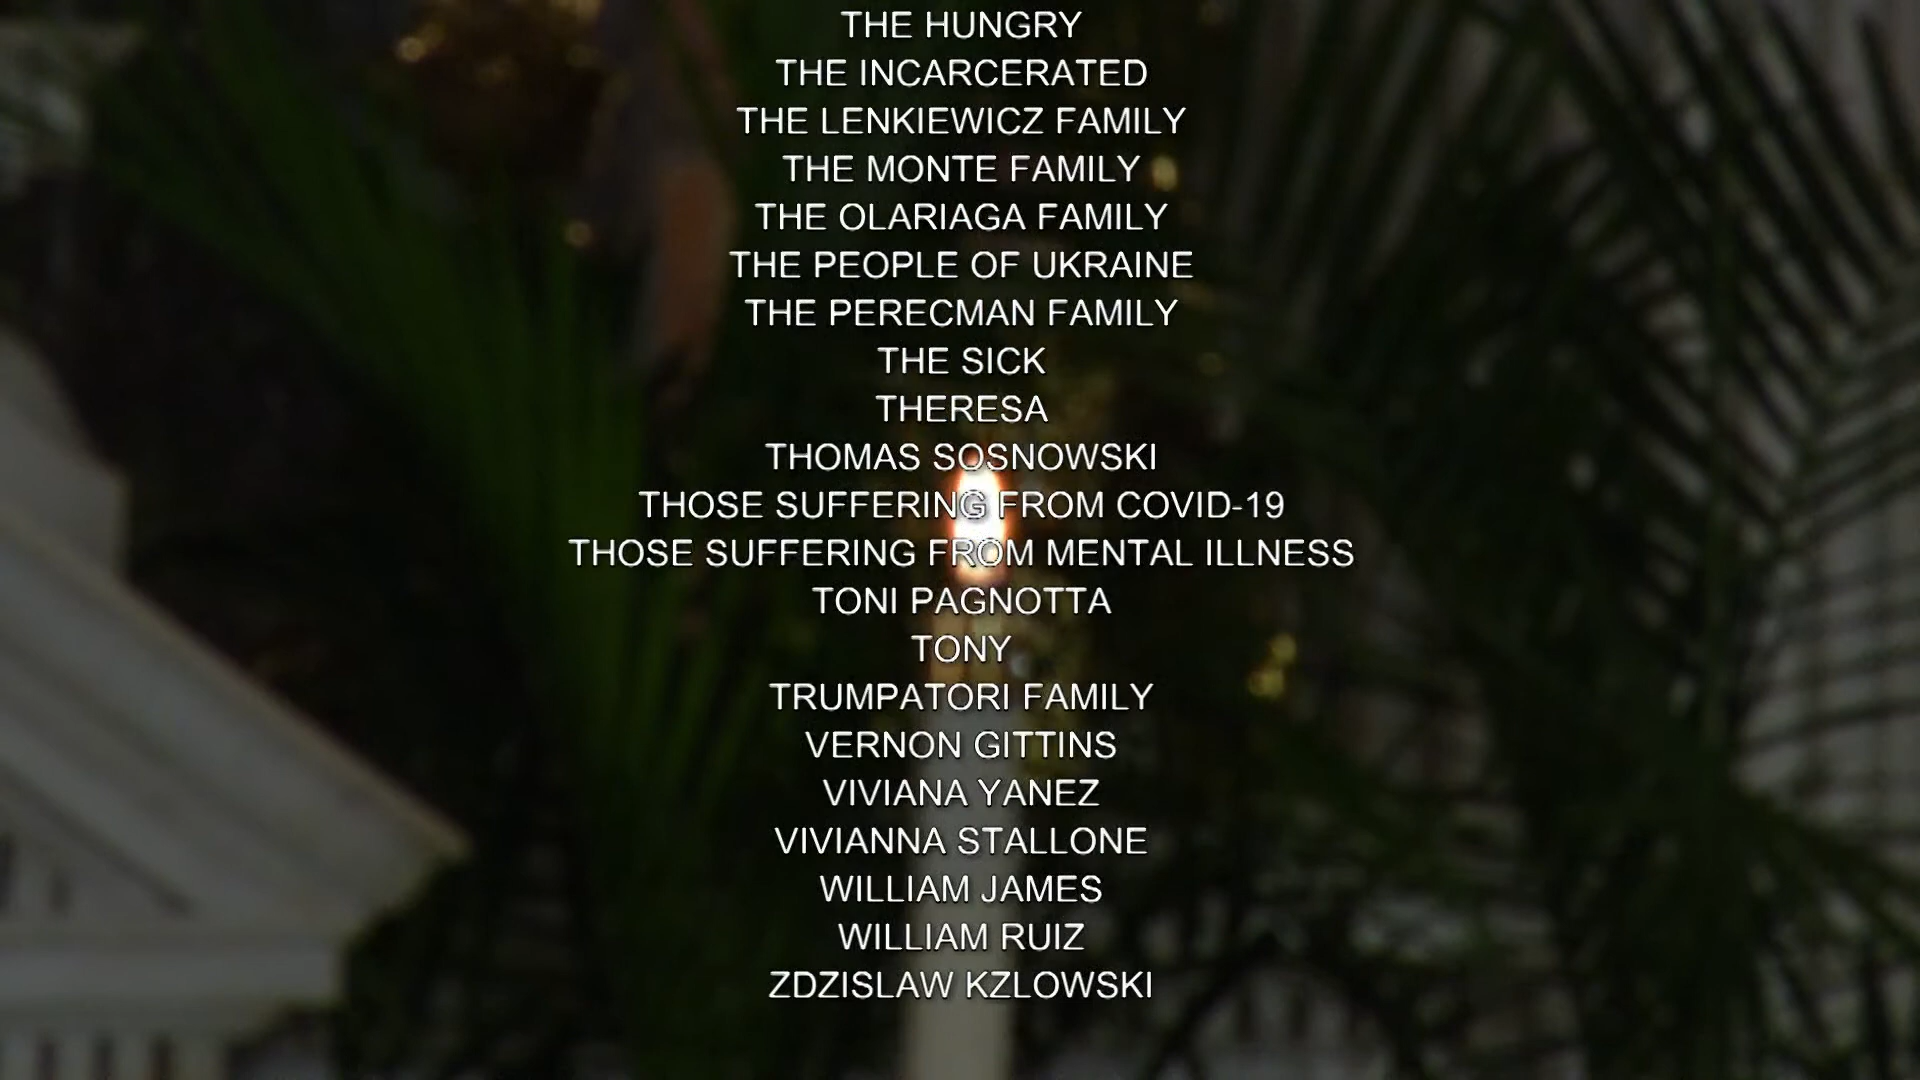 THE HUNGRY
THE INCARCERATED
THE LENKIEWICZ FAMILY
THE MONTE FAMILY
THE OLARIAGA FAMILY
THE PEOPLE OF UKRAINE
THE PERECMAN FAMILY
THE SICK
THERESA
THOMAS SOSNOWSKI
THOSE SUFFERING FROM COVID-19
THOSE SUFFERING FROM MENTAL ILLNESS
TONI PAGNOTTA
TONY
TRUMPATORI FAMILY
VERNON GITTINS
VIVIANA YANEZ
VIVIANNA STALLONE
WILLIAM JAMES
WILLIAM RUIZ
ZDZISLAW KZLOWSKI